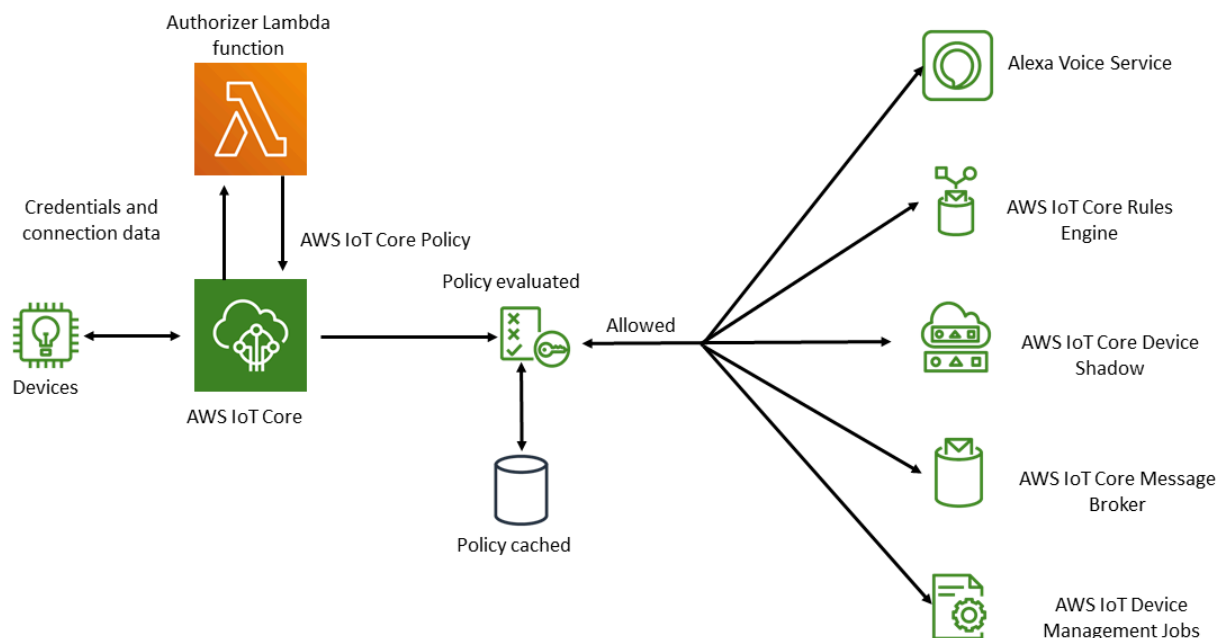 Authorizer Lambda
function
Credentials and
connection data
AWS IoT Core Policy
Devices
AWS IoT Core
Policy evaluated
Policy cached
Allowed
Alexa Voice Service
AWS IoT Core Rules
Engine
AWS IoT Core Device
Shadow
AWS IoT Core Message
Broker
AWS IoT Device
Management Jobs